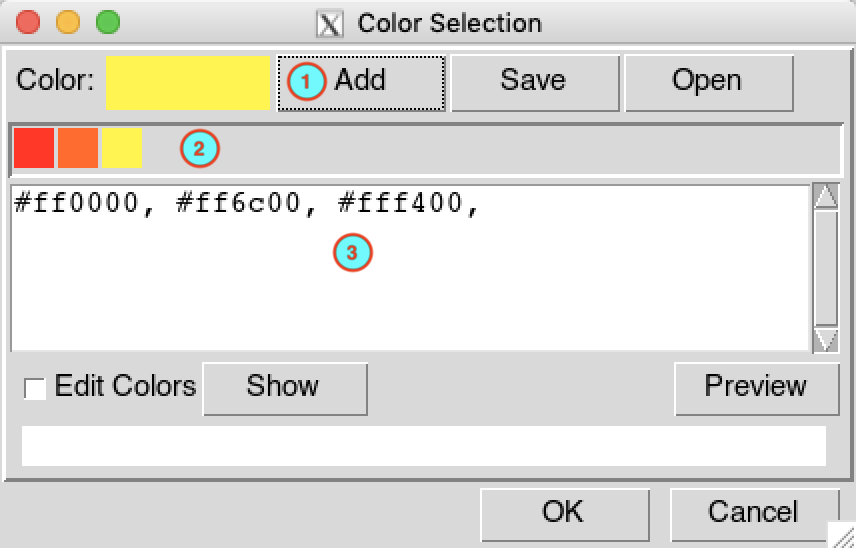 Color Selection
Color: 1 Add Save Open
2
#ff0000, #ff6c00, #fff400,
3
Edit Colors Show Preview
OK Cancel